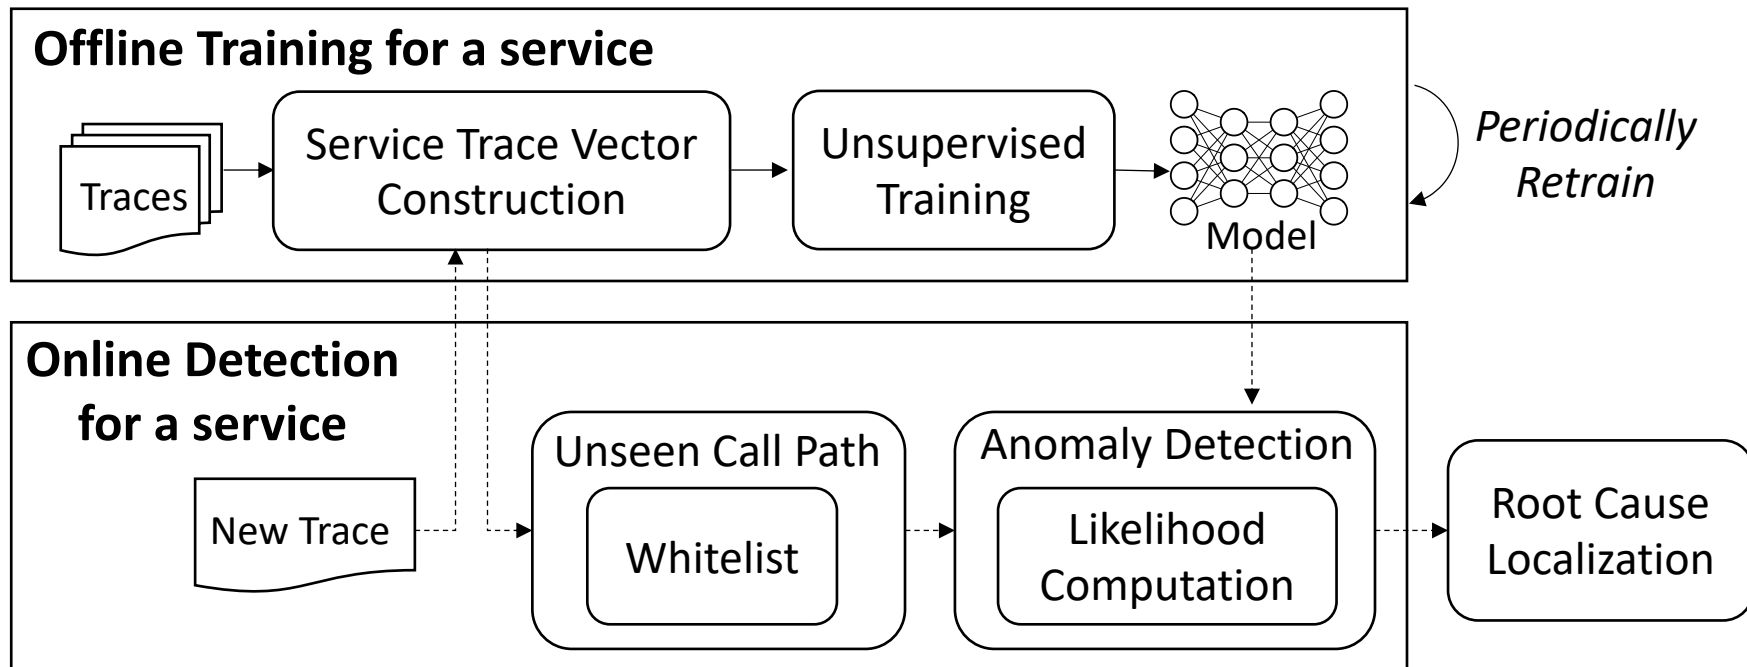 Offline Training for a service
Traces
Service Trace Vector
Construction
Unsupervised
Training
Model
Periodically
Retrain
Online Detection
for a service
New Trace
Unseen Call Path
Whitelist
Anomaly Detection
Likelihood
Computation
Root Cause
Localization